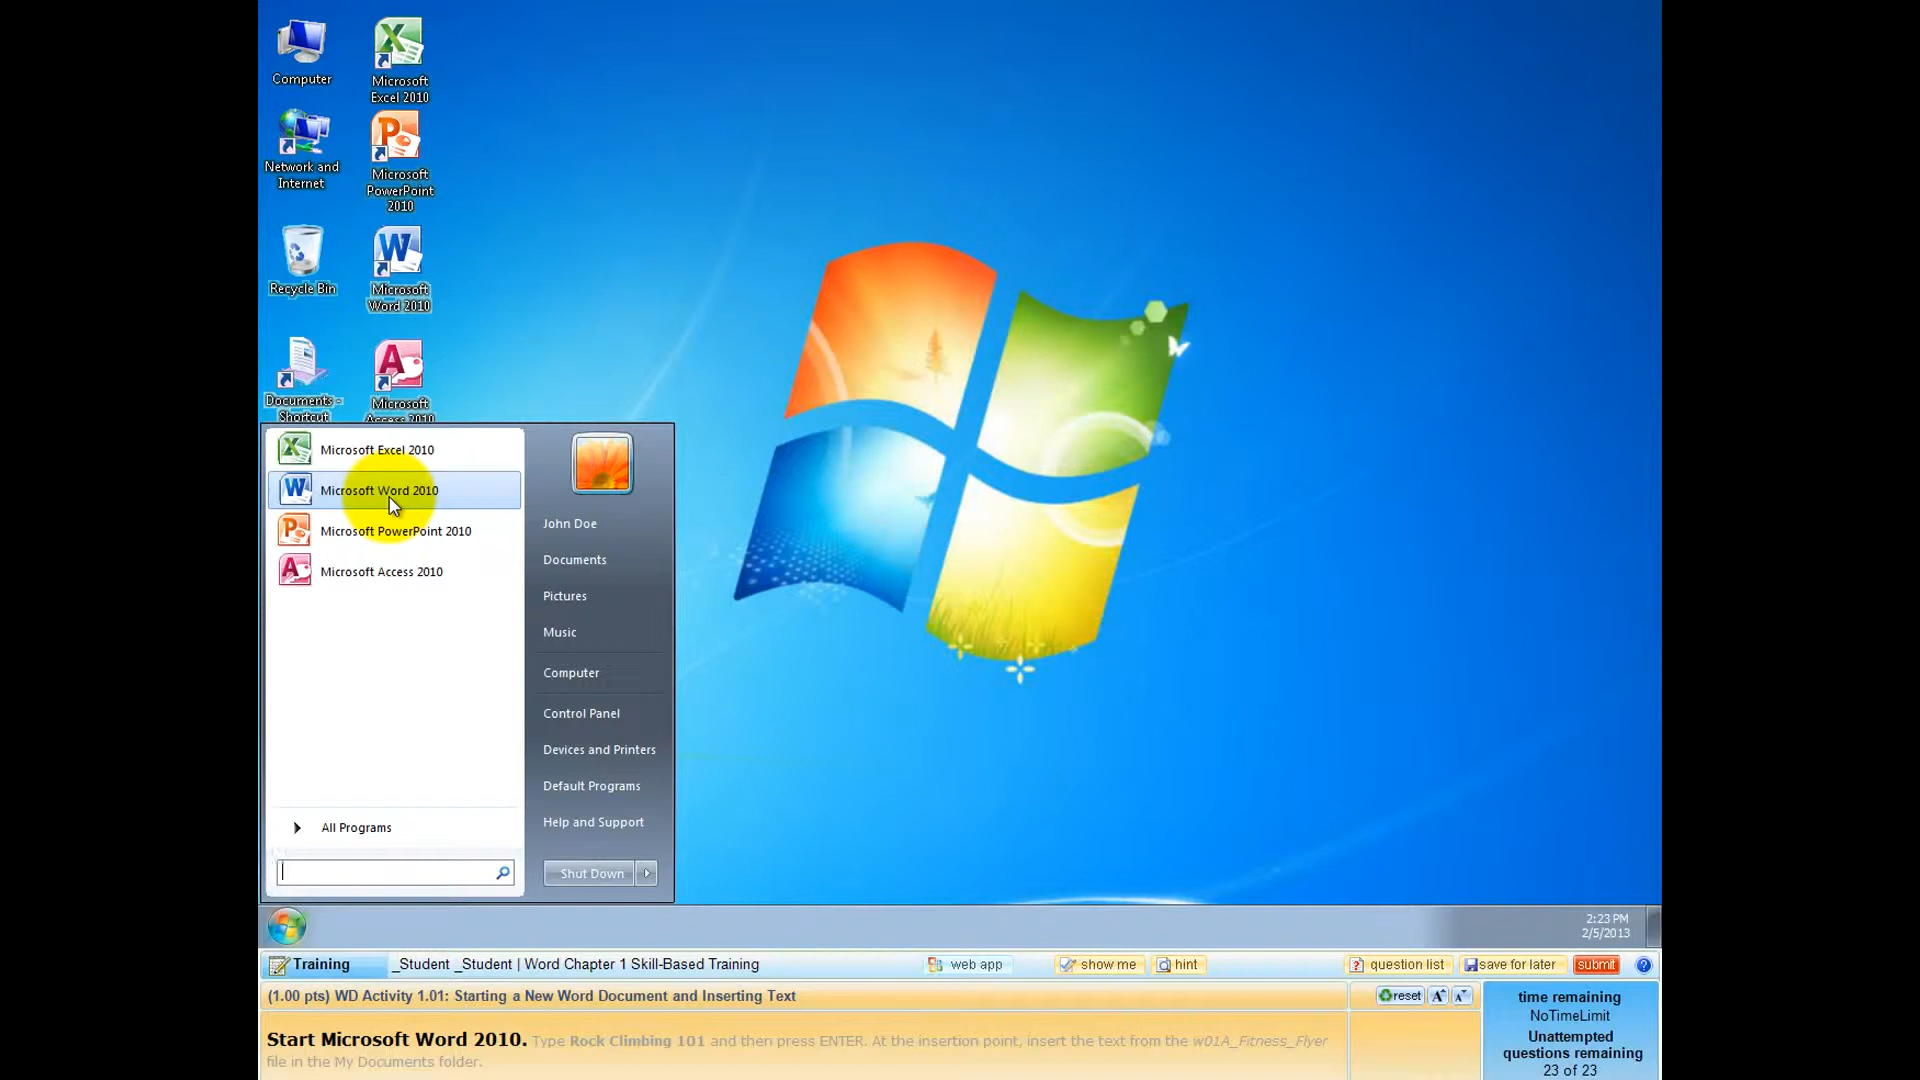 Computer
Microsoft
Excel 2010
Network and
Internet
Microsoft
PowerPoint
2010
Recycle Bin
Microsoft
Word 2010
Documents -
Shortcut
Microsoft
Access 2010
Microsoft Excel 2010
Microsoft Word 2010
Microsoft PowerPoint 2010
Microsoft Access 2010
All Programs
John Doe
Documents
Pictures
Music
Computer
Control Panel
Devices and Printers
Default Programs
Help and Support
Shut Down
2:23 PM
2/5/2013
Training
_Student _Student | Word Chapter 1 Skill-Based Training
web app
show me
hint
question list
save for later
submit
(1.00 pts) WD Activity 1.01: Starting a New Word Document and Inserting Text
reset
A
A
Start Microsoft Word 2010. Type Rock Climbing 101 and then press ENTER. At the insertion point, insert the text from the w01A_Fitness_Flyer
file in the My Documents folder.
time remaining
NoTimeLimit
Unattempted
questions remaining
23 of 23